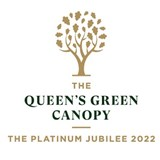 THE
QUEEN'S GREEN
CANOPY
THE PLATINUM JUBILEE 2022